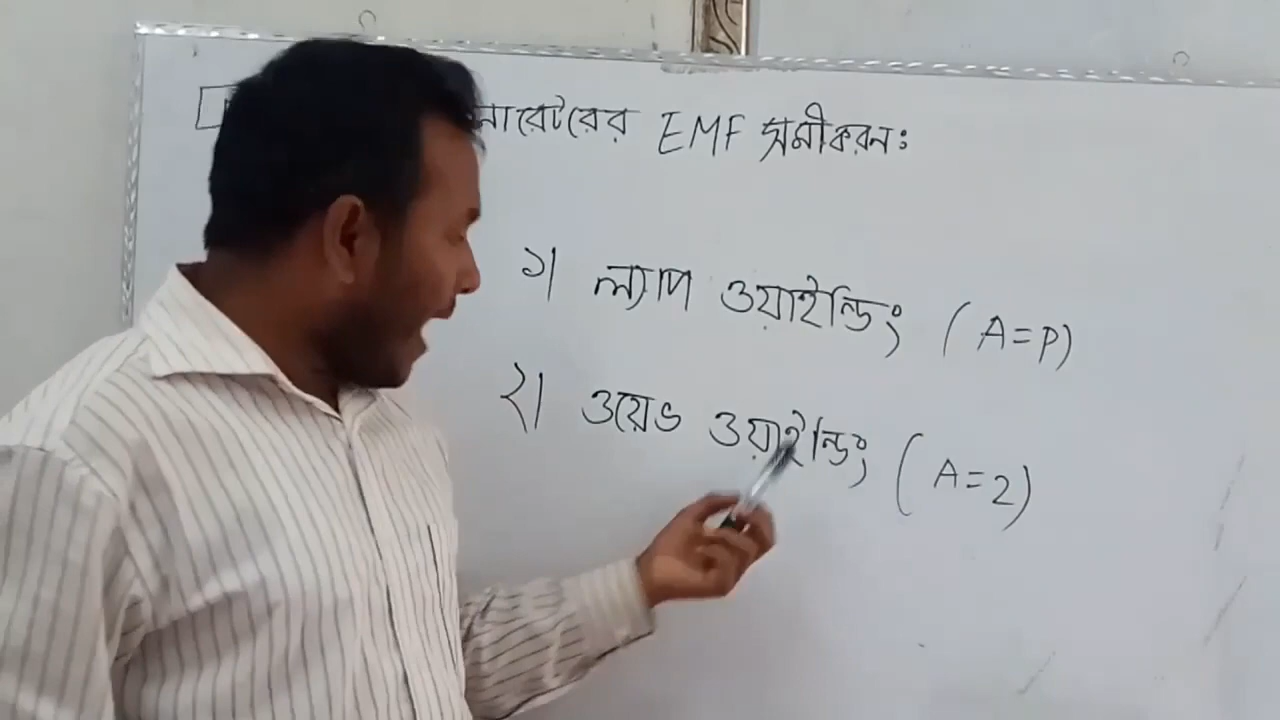 নারেটরের EMF সমীকরনঃ
১। ল্যাপ ওয়াইন্ডিং (A=P)
২। ওয়েভ ওয়াইন্ডিং (A=2)